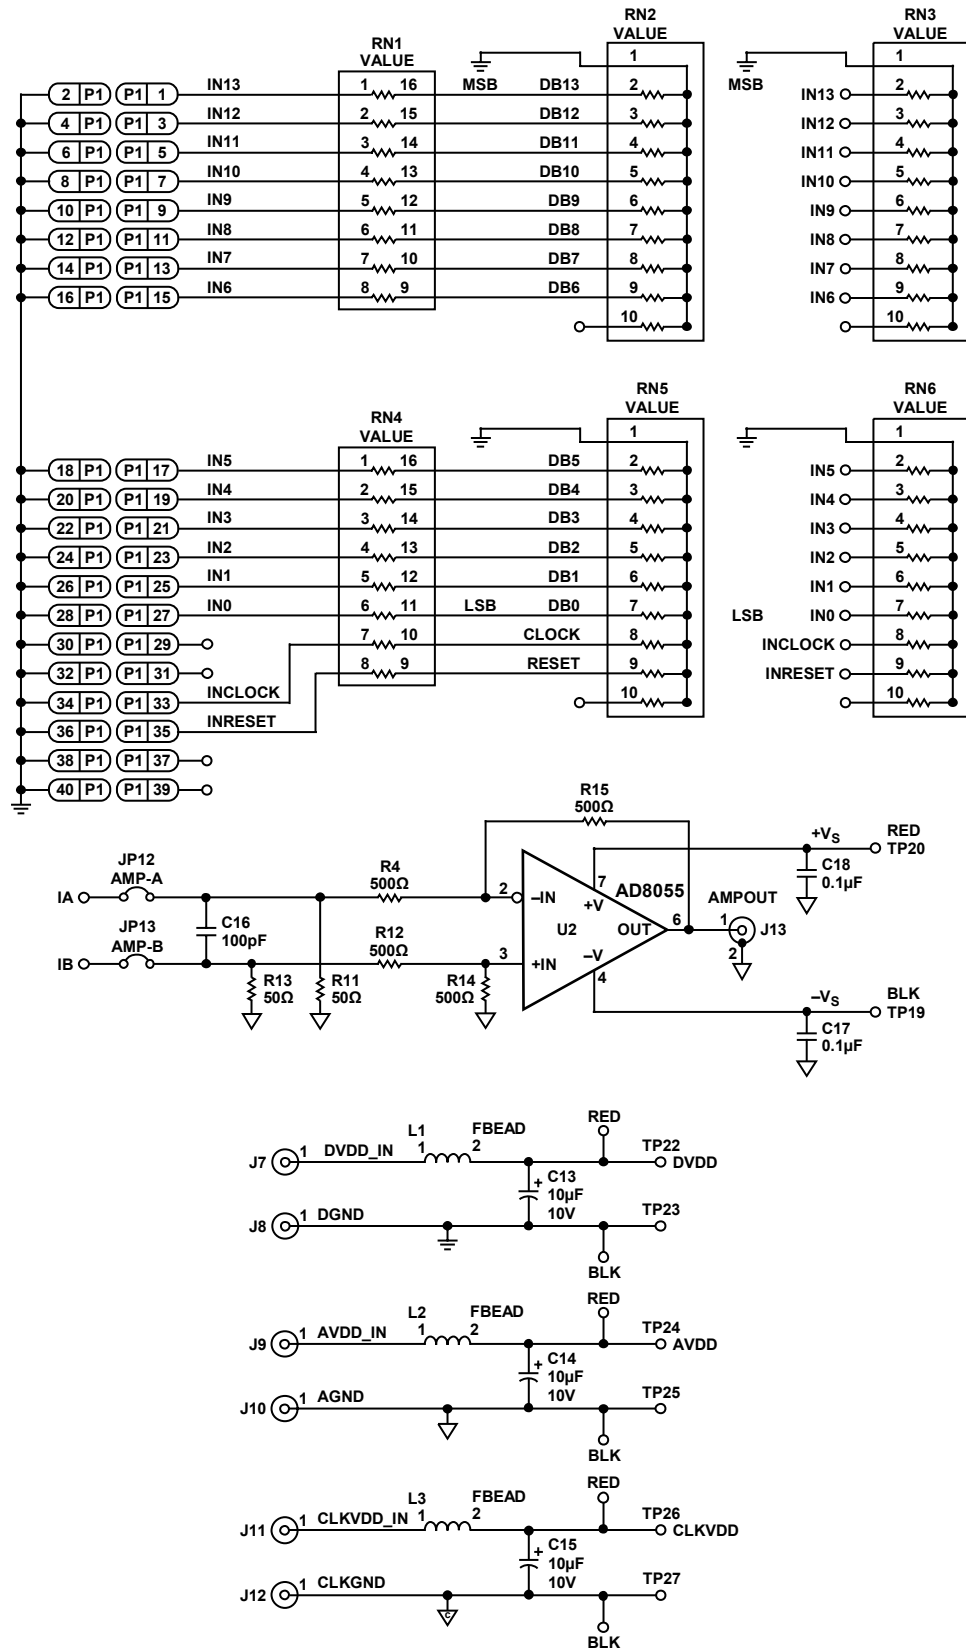 RN1
VALUE
RN2
VALUE
RN3
VALUE
1
1
MSB
MSB
2 P1 P1 1 IN13 1 16 DB13 2 IN13 2
4 P1 P1 3 IN12 2 15 DB12 3 IN12 3
6 P1 P1 5 IN11 3 14 DB11 4 IN11 4
8 P1 P1 7 IN10 4 13 DB10 5 IN10 5
10 P1 P1 9 IN9 5 12 DB9 6 IN9 6
12 P1 P1 11 IN8 6 11 DB8 7 IN8 7
14 P1 P1 13 IN7 7 10 DB7 8 IN7 8
16 P1 P1 15 IN6 8 9 DB6 9 IN6 9
10 10
RN4
VALUE
RN5
VALUE
RN6
VALUE
1
1
18 P1 P1 17 IN5 1 16 DB5 2 IN5 2
20 P1 P1 19 IN4 2 15 DB4 3 IN4 3
22 P1 P1 21 IN3 3 14 DB3 4 IN3 4
24 P1 P1 23 IN2 4 13 DB2 5 IN2 5
26 P1 P1 25 IN1 5 12 DB1 6 IN1 6
28 P1 P1 27 IN0 6 11 LSB DB0 7 LSB IN0 7
30 P1 P1 29 7 10 CLOCK 8 INCLOCK 8
32 P1 P1 31 8 9 RESET 9 INRESET 9
34 P1 P1 33 INCLOCK 10 10
36 P1 P1 35 INRESET
38 P1 P1 37
40 P1 P1 39
R15
500Ω
+VS
RED
TP20
C18
0.1µF
JP12
AMP-A
IA
R4
500Ω
2
–IN
7
+V
AD8055
U2
OUT
6
AMPOUT
1
J13
2
C16
100pF
JP13
AMP-B
IB
R12
500Ω
3
+IN
–V
4
R13
50Ω
R11
50Ω
R14
500Ω
–VS
BLK
TP19
C17
0.1µF
J7
1
DVDD_IN
L1
1
FBEAD
2
RED
TP22
DVDD
C13
+
10µF
10V
J8
1
DGND
TP23
BLK
J9
1
AVDD_IN
L2
1
FBEAD
2
RED
TP24
AVDD
C14
+
10µF
10V
J10
1
AGND
TP25
BLK
J11
1
CLKVDD_IN
L3
1
FBEAD
2
RED
TP26
CLKVDD
C15
+
10µF
10V
J12
1
CLKGND
C
TP27
BLK